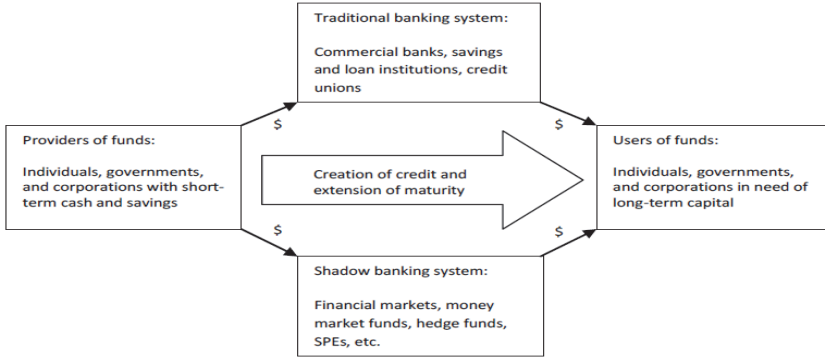 Traditional banking system:
Commercial banks, savings
and loan institutions, credit
unions
$
$
Providers of funds:
Individuals, governments,
and corporations with short-
term cash and savings
Creation of credit and
extension of maturity
Users of funds:
Individuals, governments,
and corporations in need of
long-term capital
$
$
Shadow banking system:
Financial markets, money
market funds, hedge funds,
SPEs, etc.